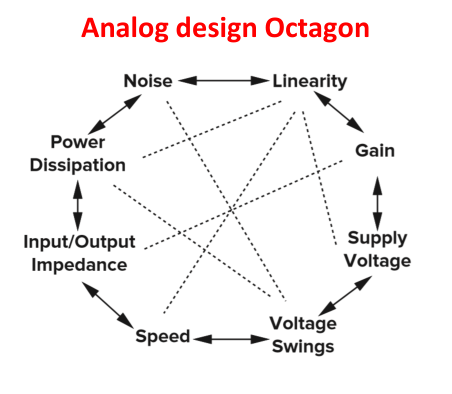 Analog design Octagon
Noise
Linearity
Power
Dissipation
Gain
Input/Output
Impedance
Supply
Voltage
Speed
Voltage
Swings